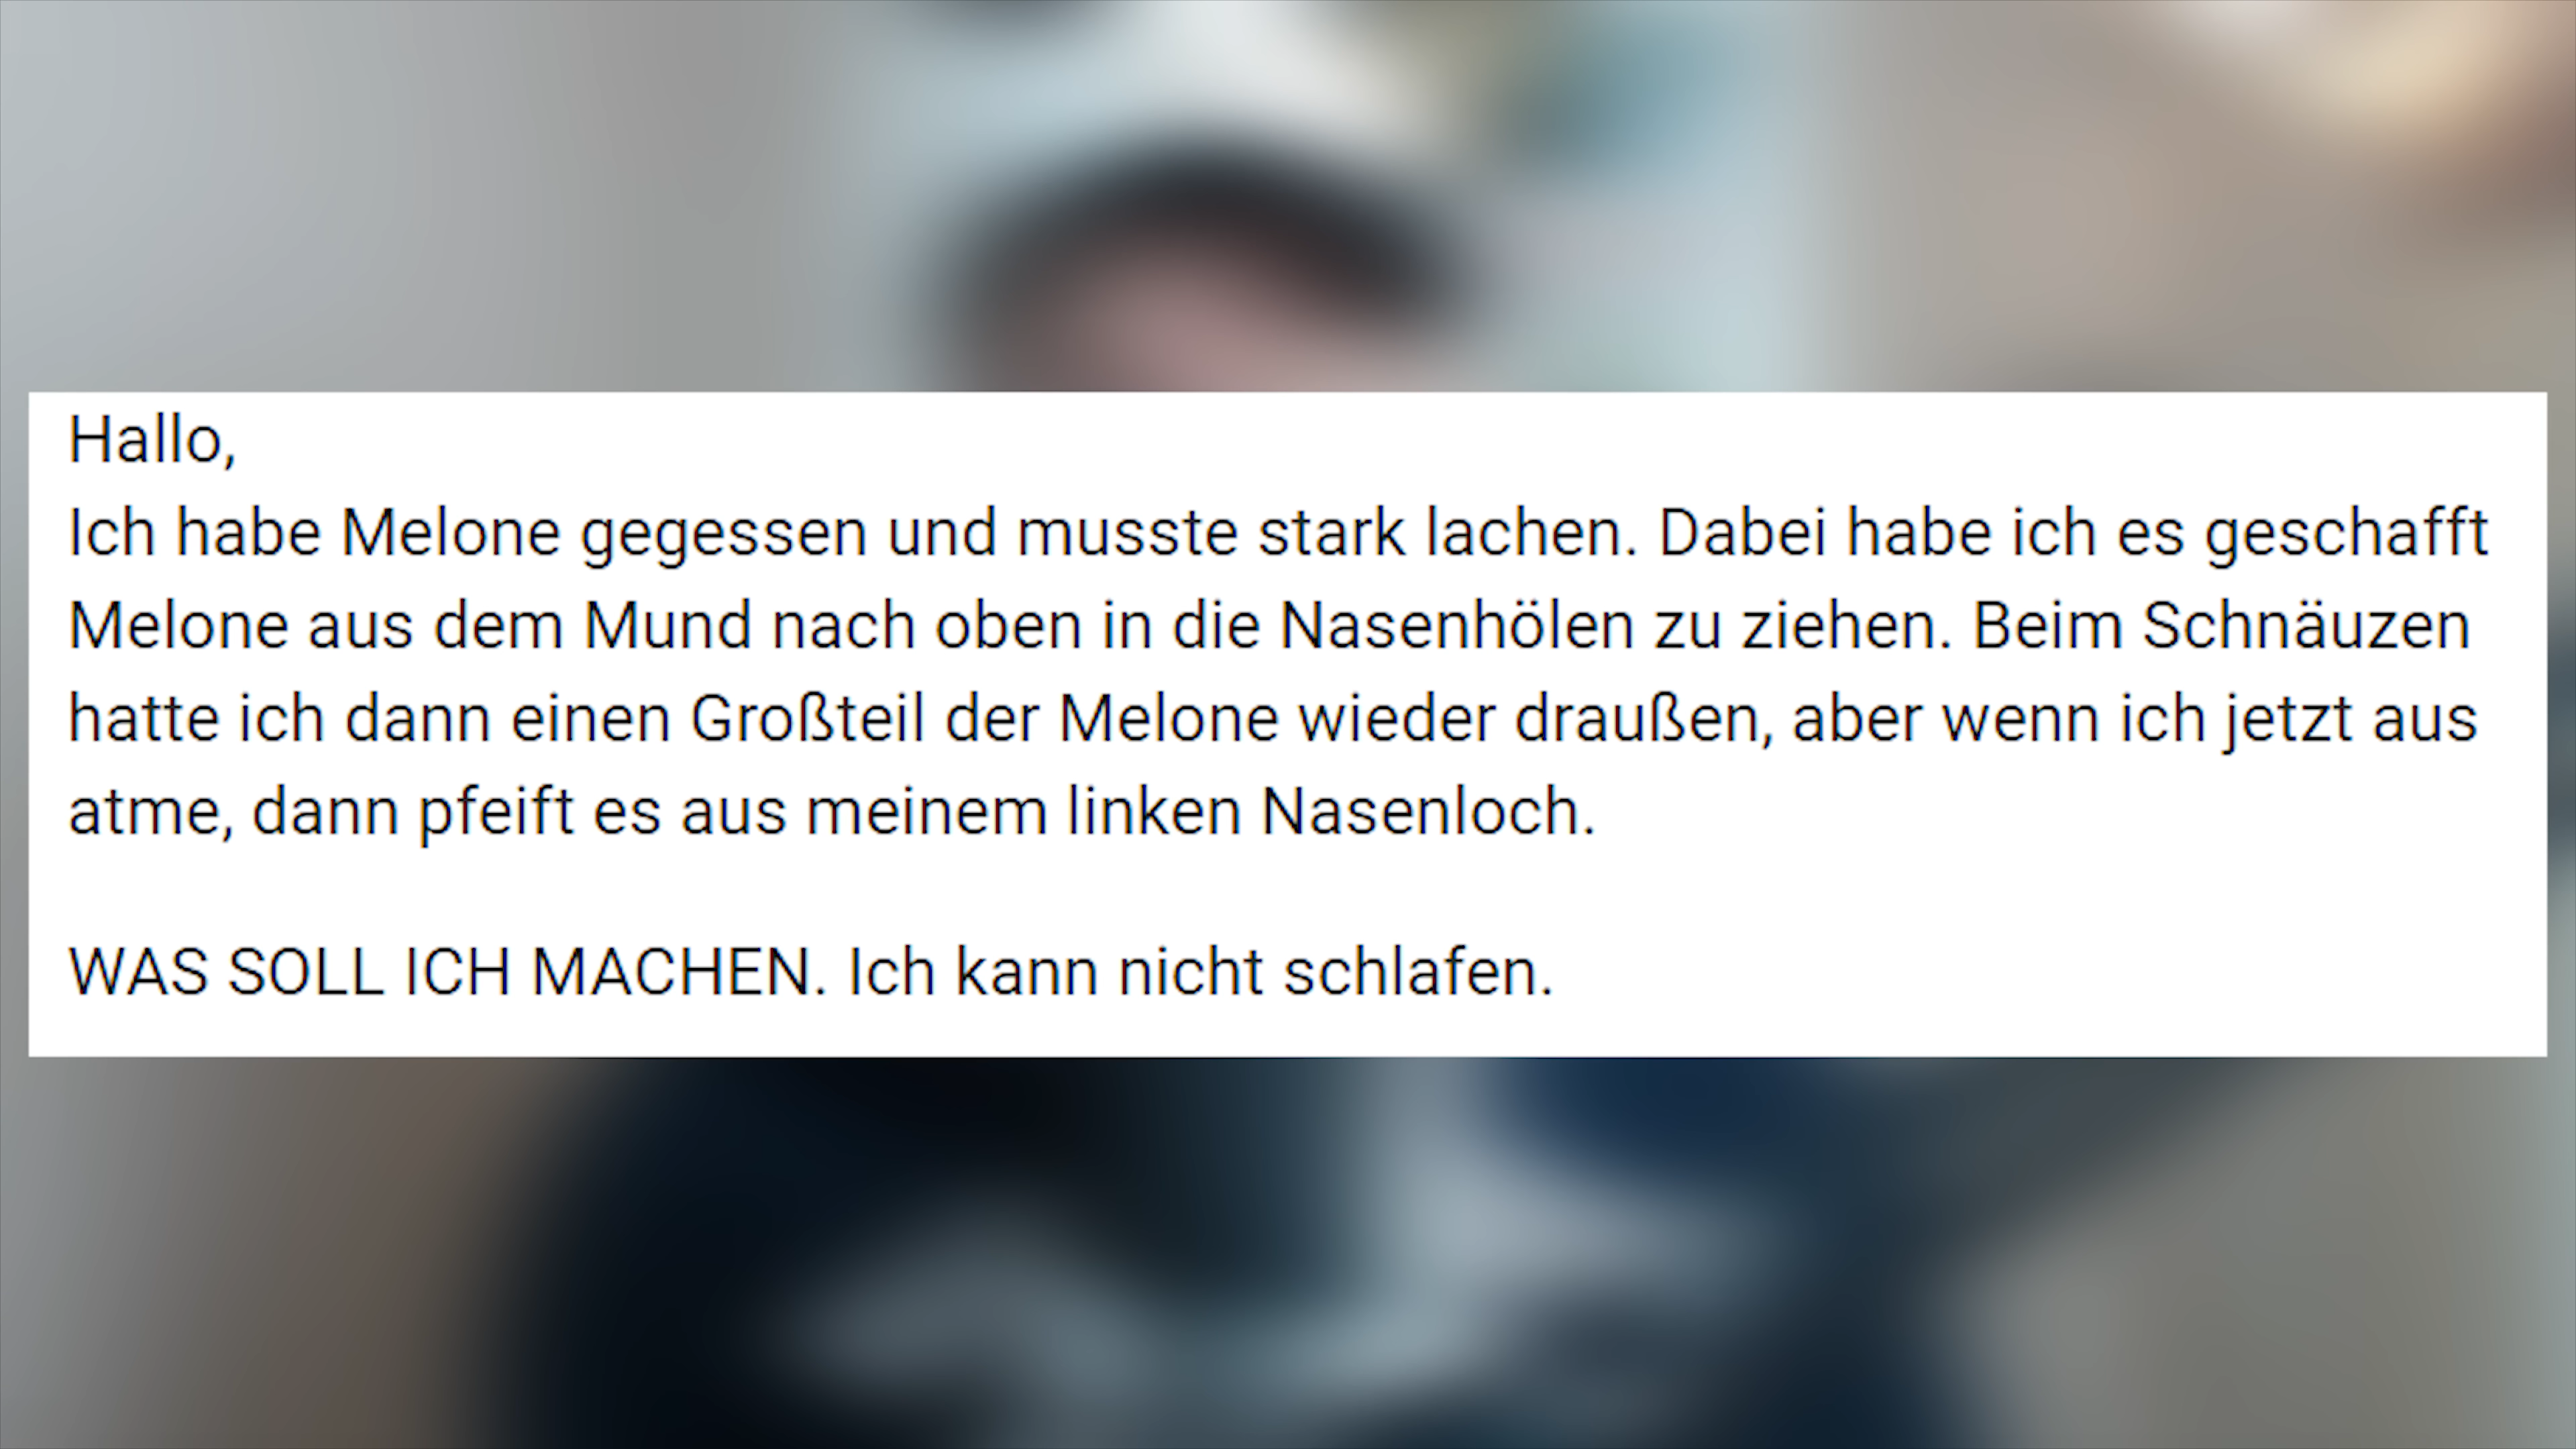 Hallo,
Ich habe Melone gegessen und musste stark lachen. Dabei habe ich es geschafft
Melone aus dem Mund nach oben in die Nasenhölen zu ziehen. Beim Schnäuzen
hatte ich dann einen Großteil der Melone wieder draußen, aber wenn ich jetzt aus
atme, dann pfeift es aus meinem linken Nasenloch.
WAS SOLL ICH MACHEN. Ich kann nicht schlafen.